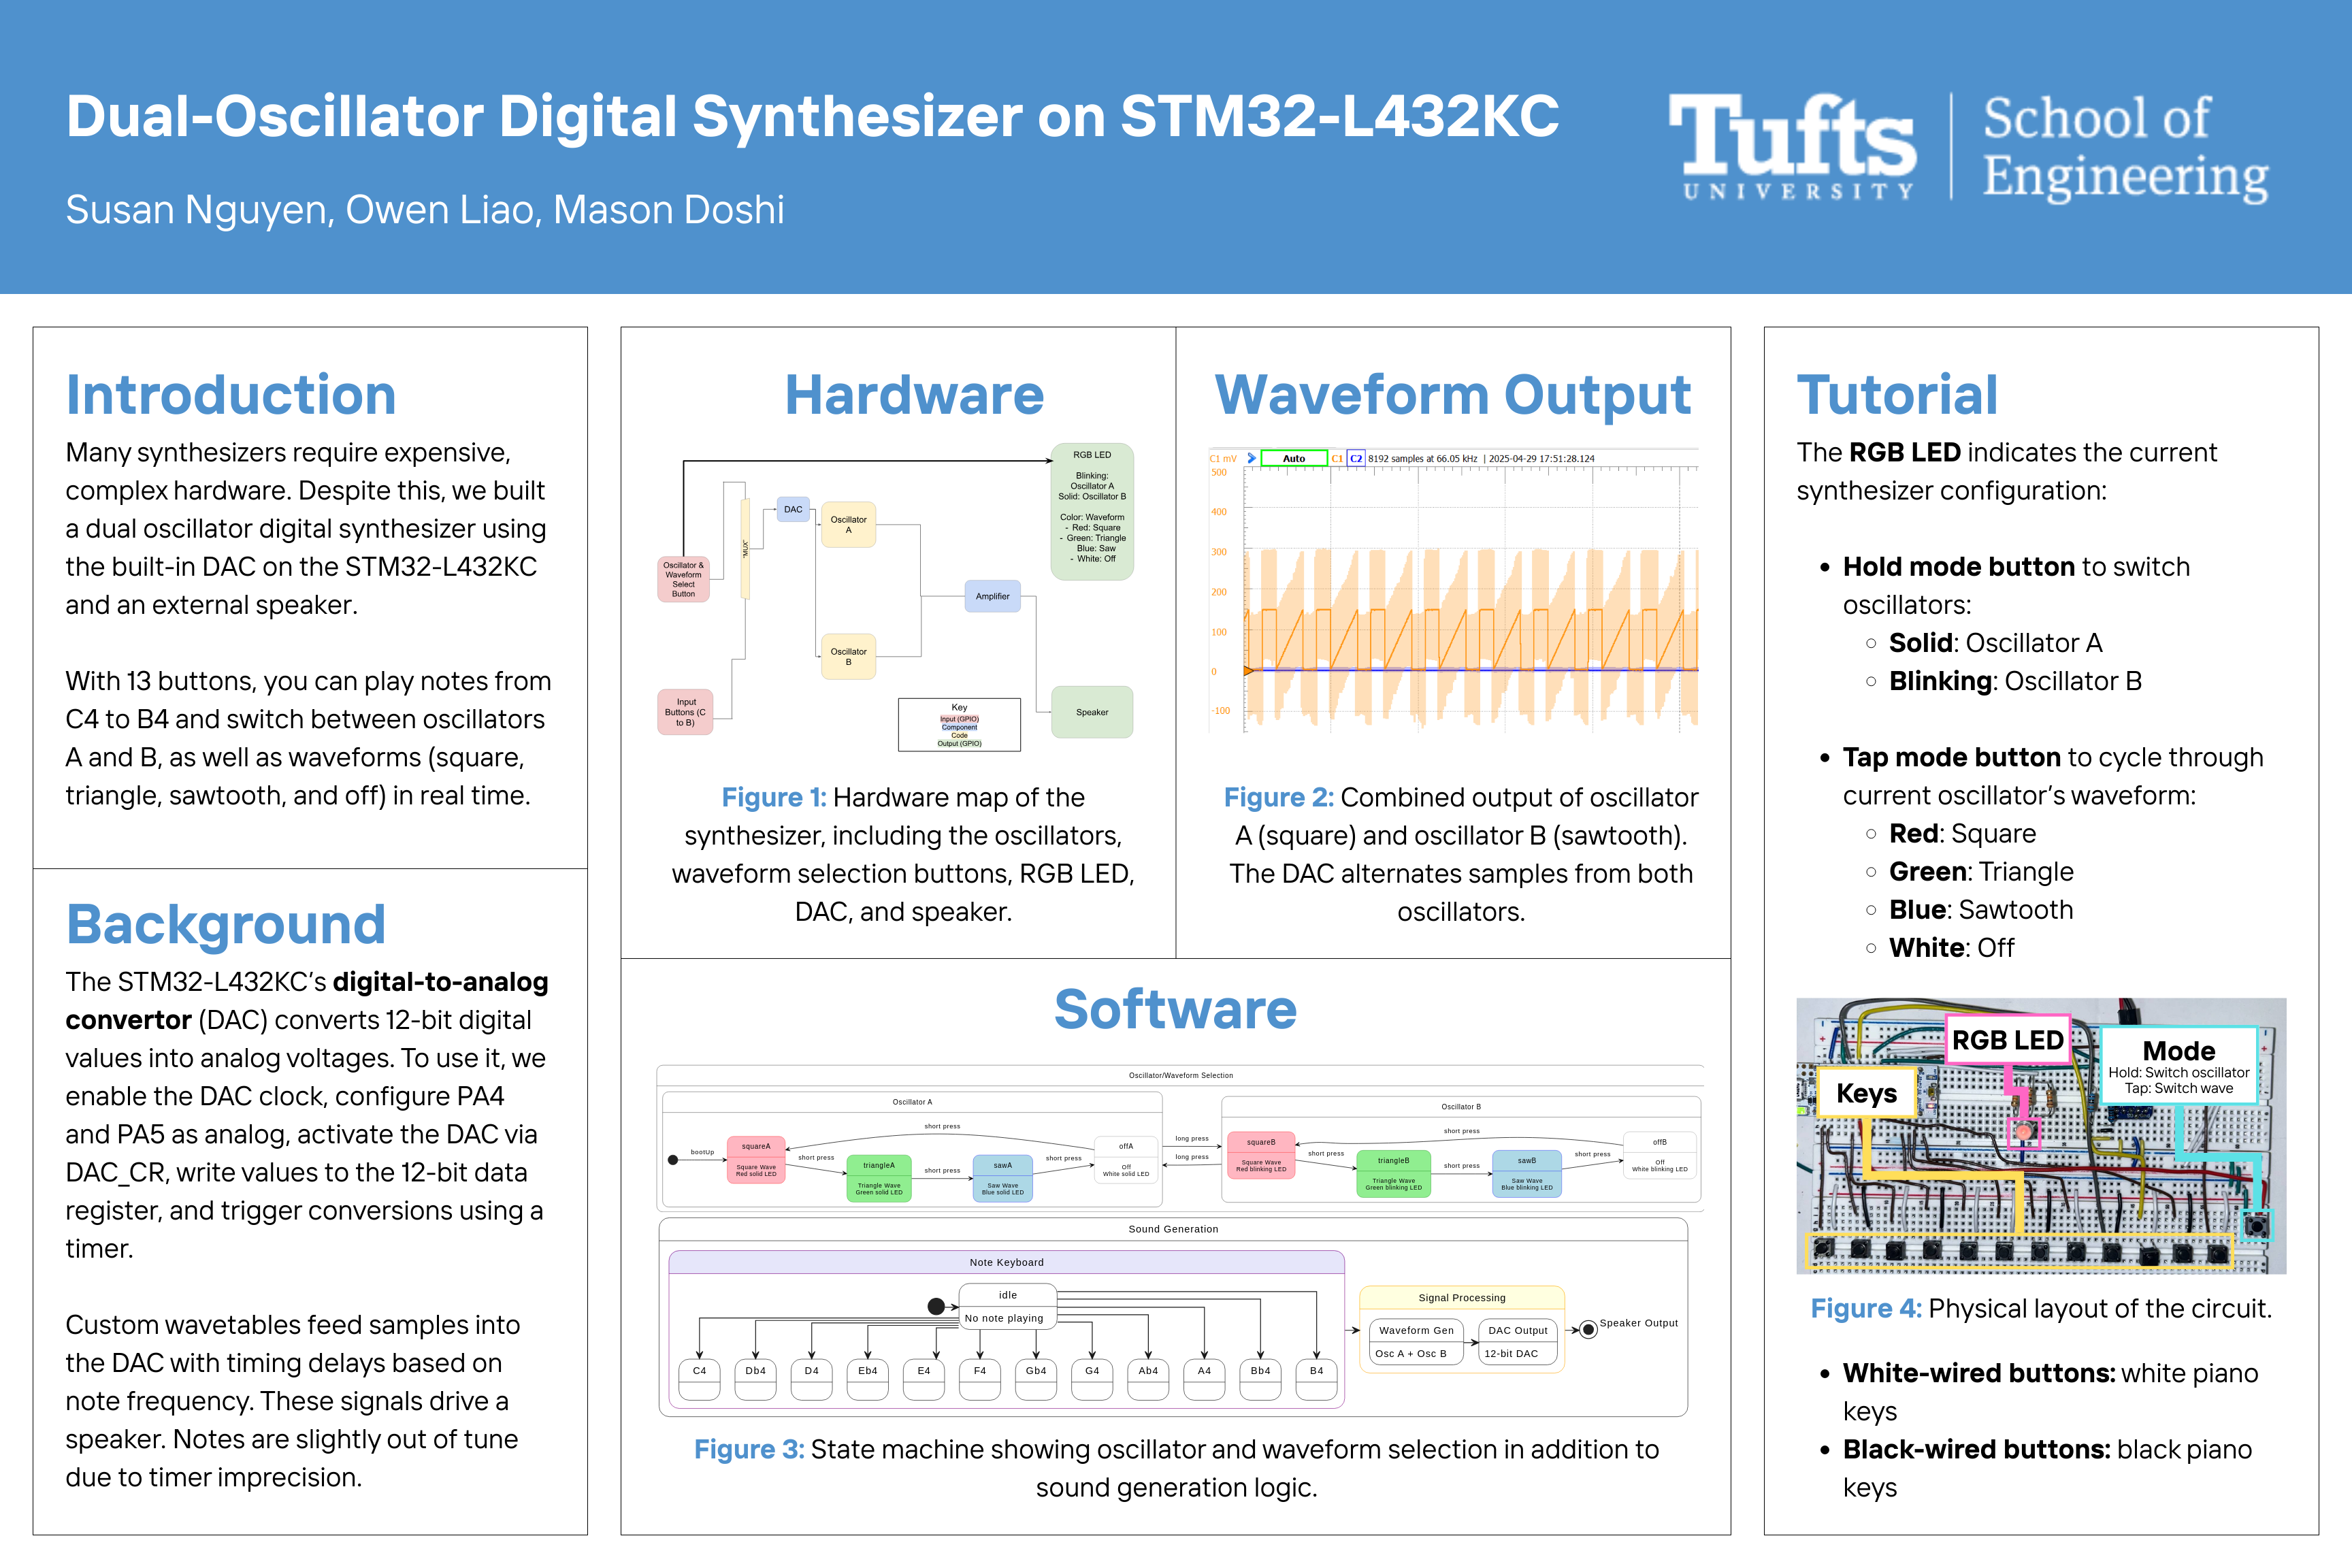 Dual-Oscillator Digital Synthesizer on STM32-L432KC
Susan Nguyen, Owen Liao, Mason Doshi
Tufts
UNIVERSITY
School of
Engineering
Introduction
Many synthesizers require expensive,
complex hardware. Despite this, we built
a dual oscillator digital synthesizer using
the built-in DAC on the STM32-L432KC
and an external speaker.
With 13 buttons, you can play notes from
C4 to B4 and switch between oscillators
A and B, as well as waveforms (square,
triangle, sawtooth, and off) in real time.
Background
The STM32-L432KC's digital-to-analog
convertor (DAC) converts 12-bit digital
values into analog voltages. To use it, we
enable the DAC clock, configure PA4
and PA5 as analog, activate the DAC via
DAC_CR, write values to the 12-bit data
register, and trigger conversions using a
timer.
Custom wavetables feed samples into
the DAC with timing delays based on
note frequency. These signals drive a
speaker. Notes are slightly out of tune
due to timer imprecision.
Hardware
RGB LED
Blinking:
Oscillator A
Solid: Oscillator B
Color: Waveform
- Red: Square
- Green: Triangle
Blue: Saw
- White: Off
DAC
Oscillator
A
"MUX"
Oscillator &
Waveform
Select
Button
Amplifier
Oscillator
B
Input
Buttons (C
to B)
Speaker
Key
Input (GPIO)
Component
Code
Output (GPIO)
Figure 1: Hardware map of the
synthesizer, including the oscillators,
waveform selection buttons, RGB LED,
DAC, and speaker.
Waveform Output
C1 mV Auto C1 C2 8192 samples at 66.05 kHz | 2025-04-29 17:51:28.124
500
400
300
200
100
0
-100
Figure 2: Combined output of oscillator
A (square) and oscillator B (sawtooth).
The DAC alternates samples from both
oscillators.
Software
Oscillator/Waveform Selection
Oscillator A
bootUp
squareA
Square Wave
Red solid LED
short press
triangleA
Triangle Wave
Green solid LED
short press
sawA
Saw Wave
Blue solid LED
short press
offA
Off
White solid LED
short press
long press
long press
Oscillator B
squareB
Square Wave
Red blinking LED
short press
triangleB
Triangle Wave
Green blinking LED
short press
sawB
Saw Wave
Blue blinking LED
short press
offB
Off
White blinking LED
short press
Sound Generation
Note Keyboard
idle
No note playing
C4 Db4 D4 Eb4 E4 F4 Gb4 G4 Ab4 A4 Bb4 B4
Signal Processing
Waveform Gen
Osc A + Osc B
DAC Output
12-bit DAC
Speaker Output
Figure 3: State machine showing oscillator and waveform selection in addition to
sound generation logic.
Tutorial
The RGB LED indicates the current
synthesizer configuration:
• Hold mode button to switch
oscillators:
○ Solid: Oscillator A
○ Blinking: Oscillator B
• Tap mode button to cycle through
current oscillator's waveform:
○ Red: Square
○ Green: Triangle
○ Blue: Sawtooth
○ White: Off
RGB LED
Mode
Hold: Switch oscillator
Tap: Switch wave
Keys
Figure 4: Physical layout of the circuit.
• White-wired buttons: white piano
keys
• Black-wired buttons: black piano
keys